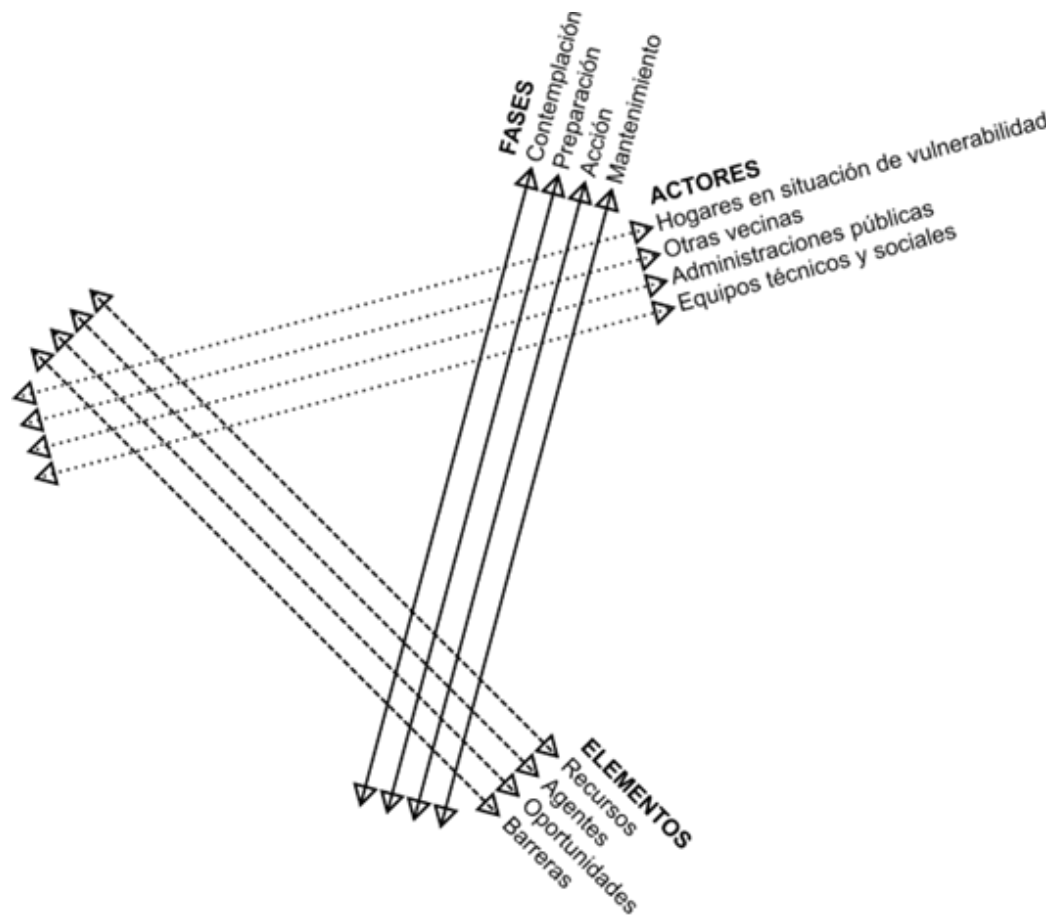 FASES
Contemplación
Preparación
Acción
Mantenimiento
ACTORES
Hogares en situación de vulnerabilidad
Otras vecinas
Administraciones públicas
Equipos técnicos y sociales
ELEMENTOS
Recursos
Agentes
Oportunidades
Barreras